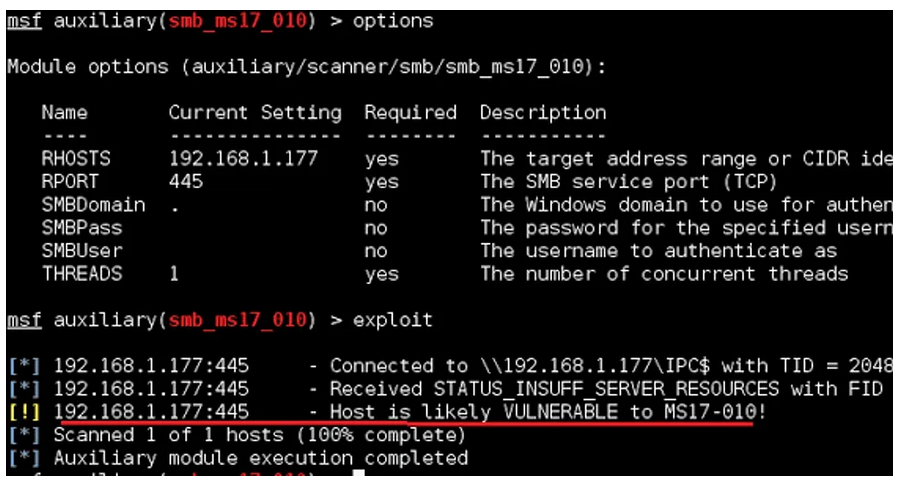 msf auxiliary(smb_ms17_010) > options
Module options (auxiliary/scanner/smb/smb_ms17_010):
Name Current Setting Required Description
---- --------------- -------- -----------
RHOSTS 192.168.1.177 yes The target address range or CIDR ide
RPORT 445 yes The SMB service port (TCP)
SMBDomain . no The Windows domain to use for authen
SMBPass no The password for the specified usern
SMBUser no The username to authenticate as
THREADS 1 yes The number of concurrent threads
msf auxiliary(smb_ms17_010) > exploit
[*] 192.168.1.177:445 - Connected to \\192.168.1.177\IPC$ with TID = 2048
[*] 192.168.1.177:445 - Received STATUS_INSUFF_SERVER_RESOURCES with FID
[!] 192.168.1.177:445 - Host is likely VULNERABLE to MS17-010!
[*] Scanned 1 of 1 hosts (100% complete)
[*] Auxiliary module execution completed